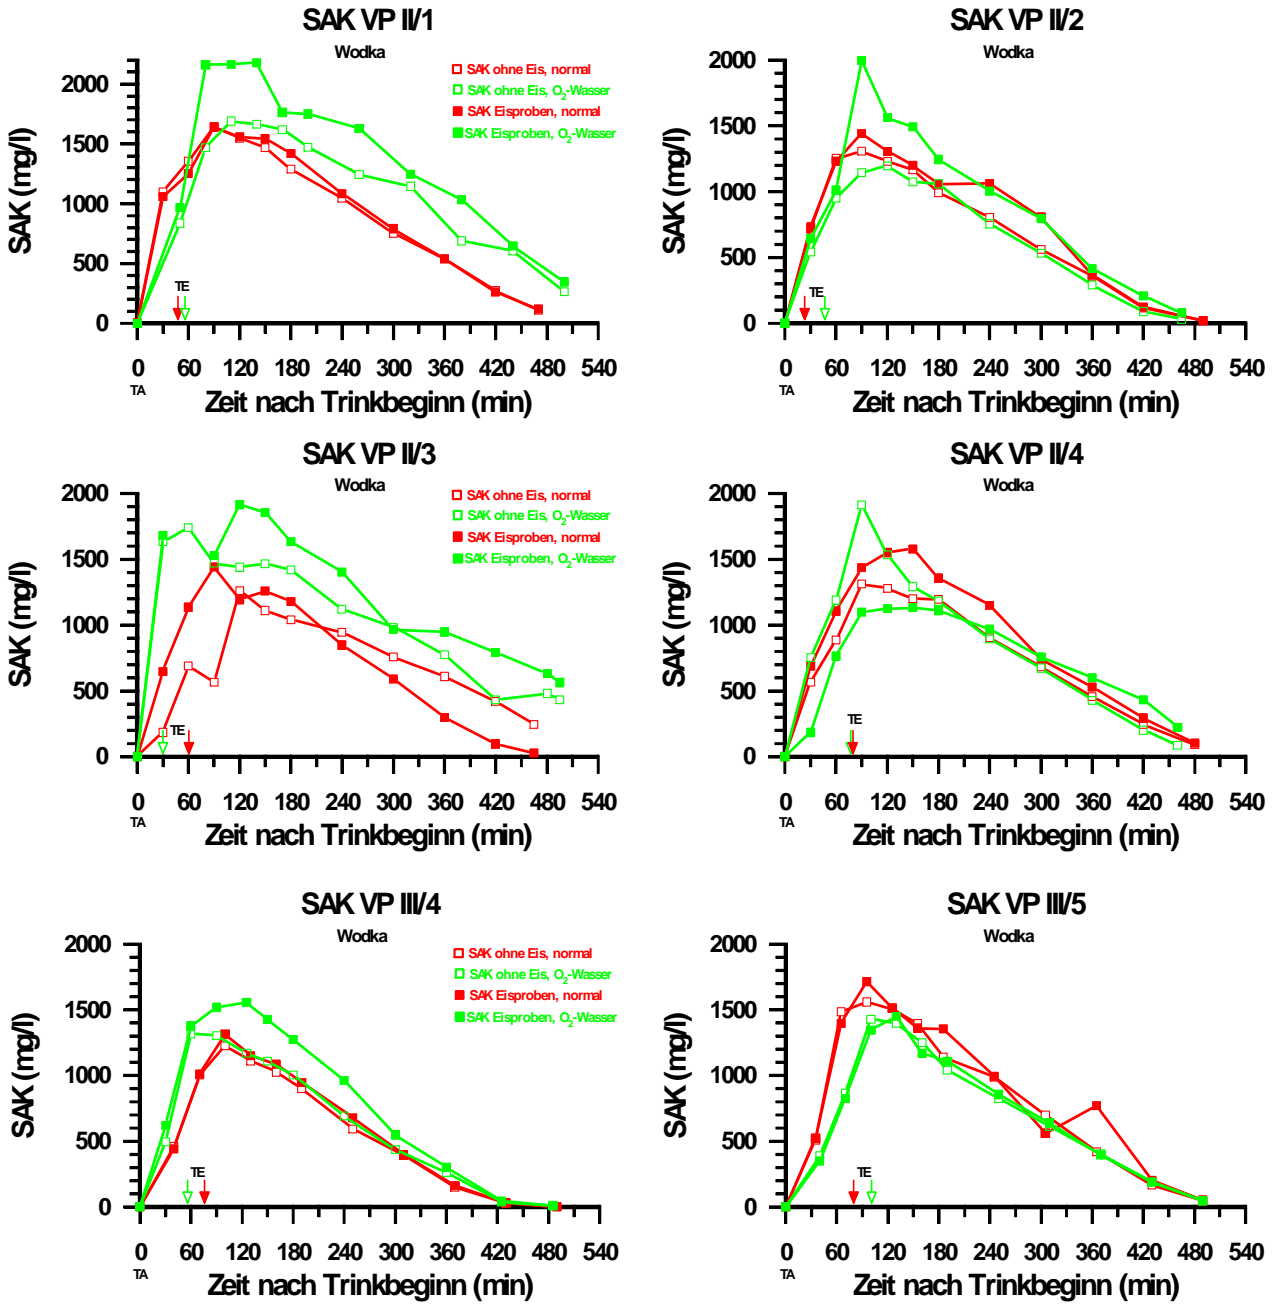 SAK VP II/1
Wodka
SAK ohne Eis, normal
SAK ohne Eis, O2-Wasser
SAK Eisproben, normal
SAK Eisproben, O2-Wasser
SAK (mg/l)
2000
1500
1000
500
0
TE
0 60 120 180 240 300 360 420 480 540
TA
Zeit nach Trinkbeginn (min)
SAK VP II/2
Wodka
SAK (mg/l)
2000
1500
1000
500
0
TE
0 60 120 180 240 300 360 420 480 540
TA
Zeit nach Trinkbeginn (min)
SAK VP II/3
Wodka
SAK ohne Eis, normal
SAK ohne Eis, O2-Wasser
SAK Eisproben, normal
SAK Eisproben, O2-Wasser
SAK (mg/l)
2000
1500
1000
500
0
TE
0 60 120 180 240 300 360 420 480 540
TA
Zeit nach Trinkbeginn (min)
SAK VP II/4
Wodka
SAK (mg/l)
2000
1500
1000
500
0
TE
0 60 120 180 240 300 360 420 480 540
TA
Zeit nach Trinkbeginn (min)
SAK VP III/4
Wodka
SAK ohne Eis, normal
SAK ohne Eis, O2-Wasser
SAK Eisproben, normal
SAK Eisproben, O2-Wasser
SAK (mg/l)
2000
1500
1000
500
0
TE
0 60 120 180 240 300 360 420 480 540
TA
Zeit nach Trinkbeginn (min)
SAK VP III/5
Wodka
SAK (mg/l)
2000
1500
1000
500
0
TE
0 60 120 180 240 300 360 420 480 540
TA
Zeit nach Trinkbeginn (min)